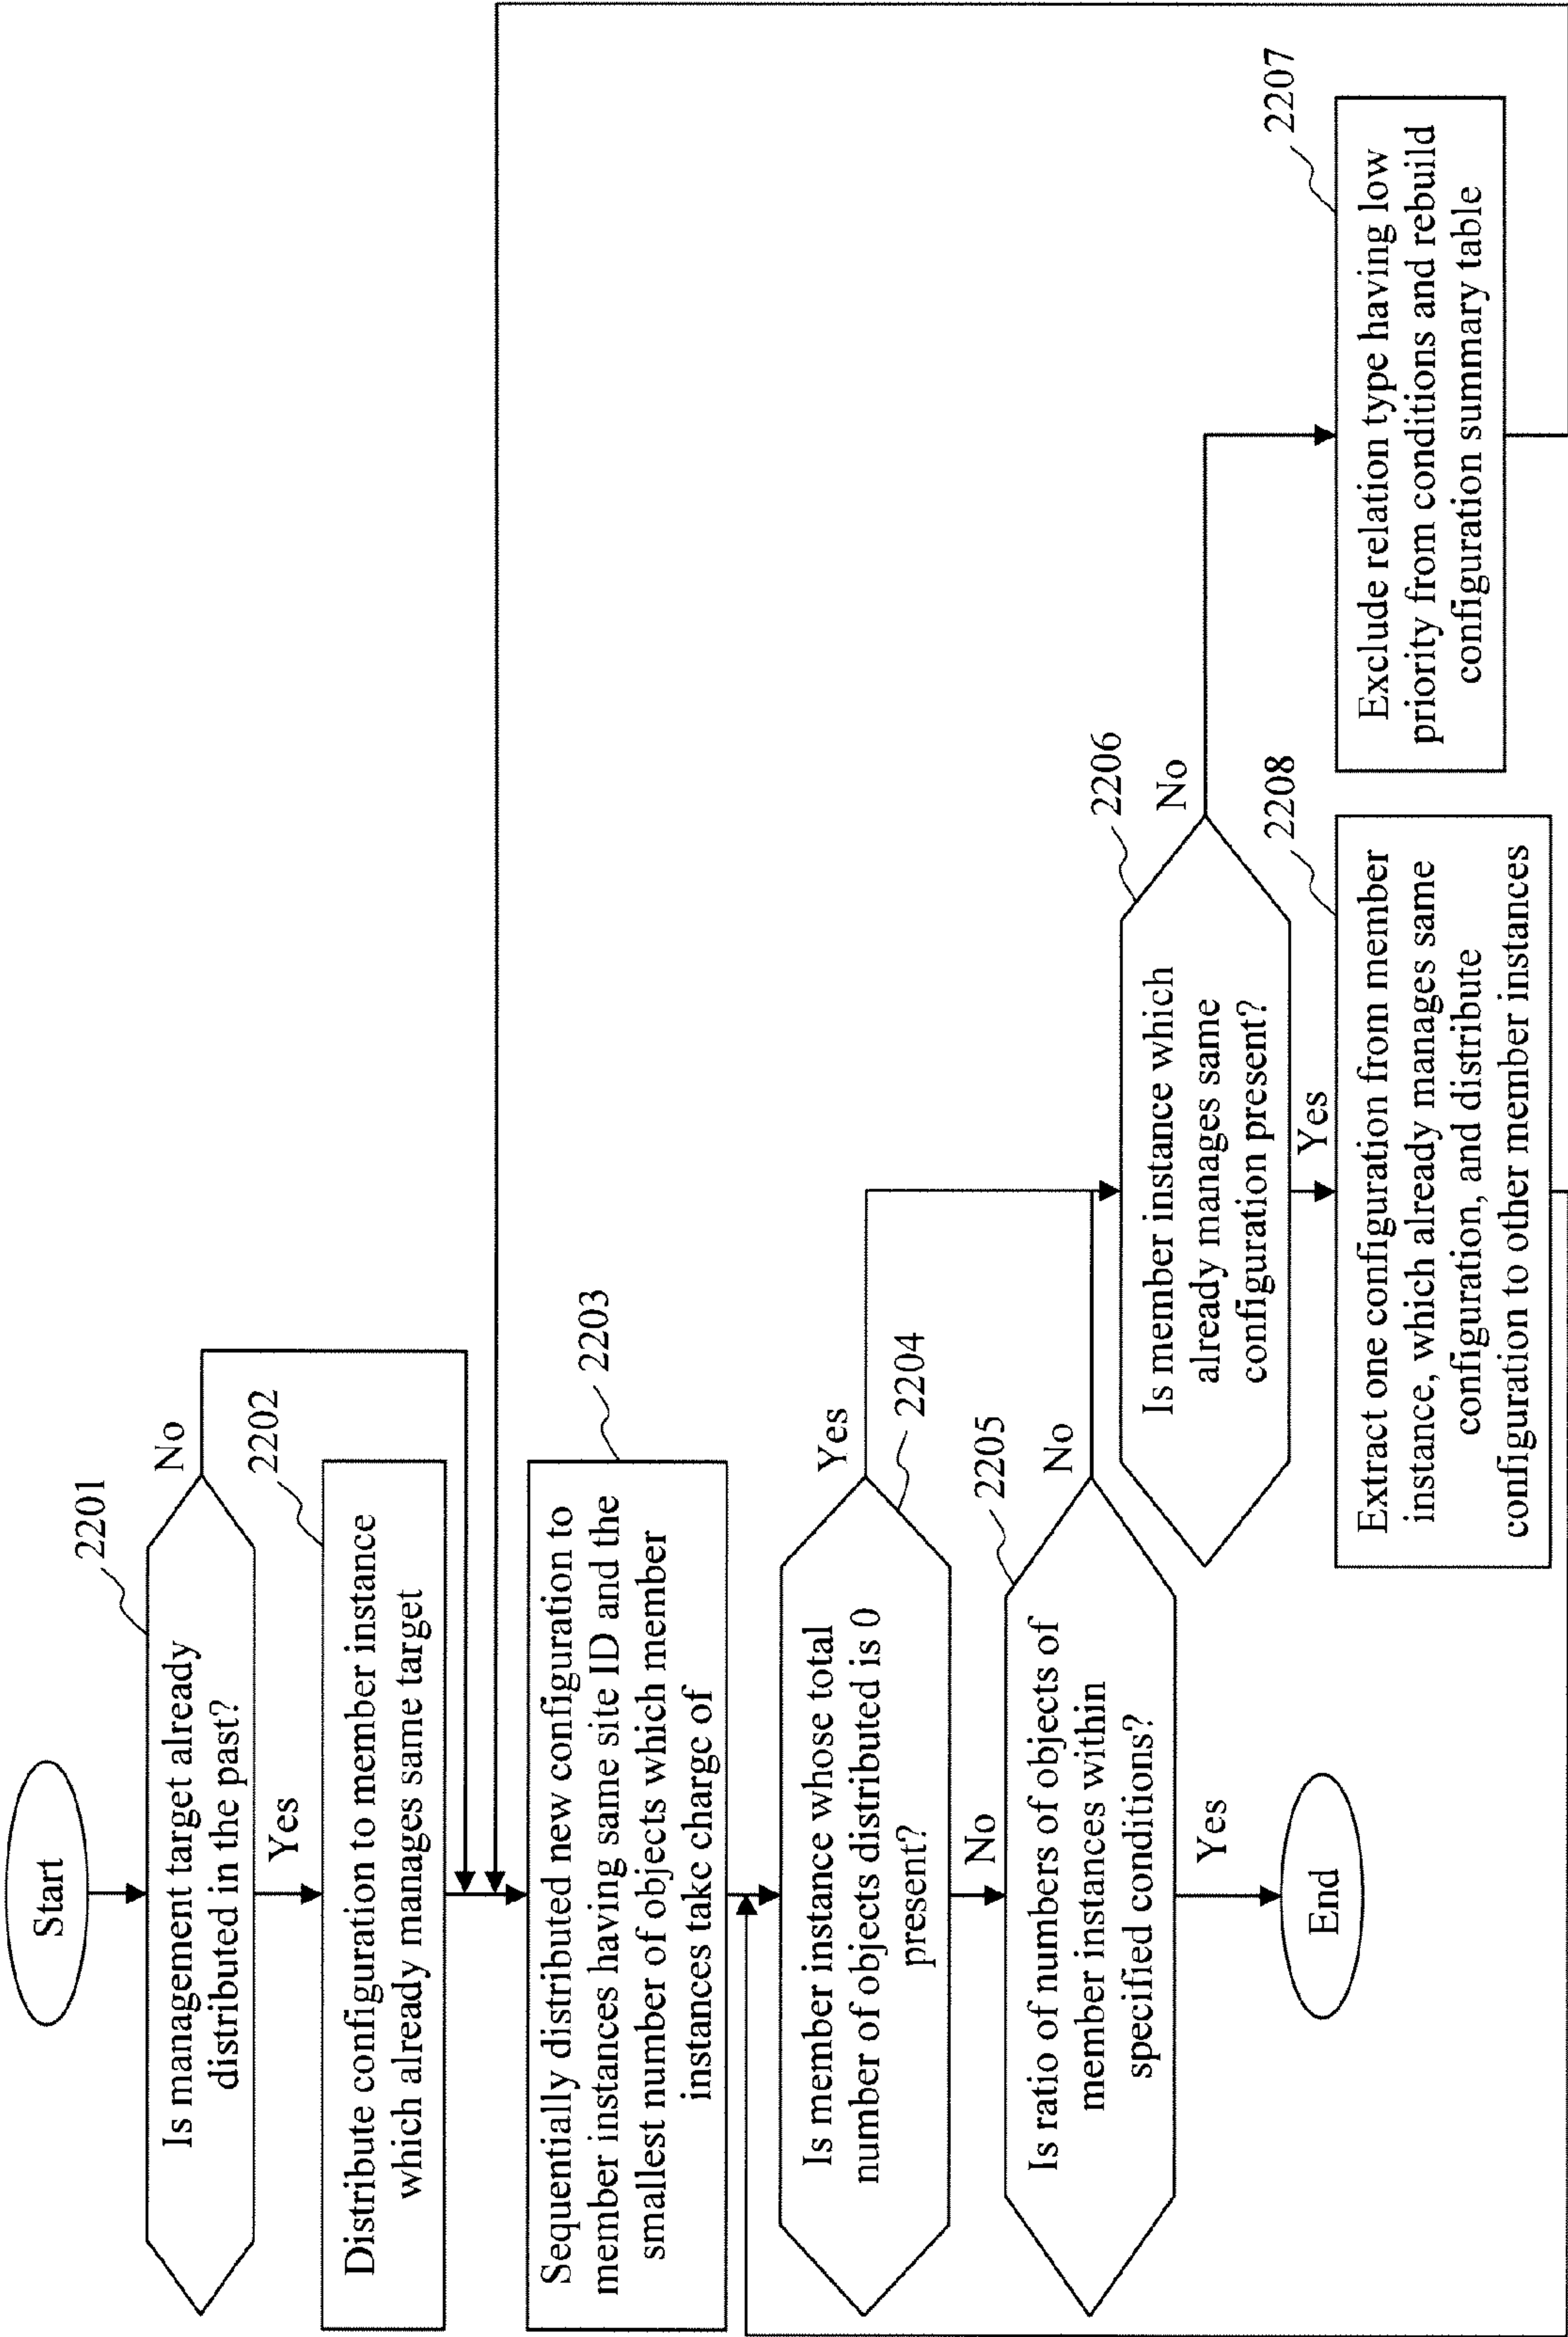 Start
2201
Is management target already
distributed in the past?
No
Yes
2202
Distribute configuration to member instance
which already manages same target
2203
Sequentially distributed new configuration to
member instances having same site ID and the
smallest number of objects which member
instances take charge of
Is member instance whose total
number of objects distributed is 0
present?
Yes
2204
No
2205
Is ratio of numbers of objects of
member instances within
specified conditions?
No
Yes
End
2206
Is member instance which
already manages same
configuration present?
No
Yes
2208
Extract one configuration from member
instance, which already manages same
configuration, and distribute
configuration to other member instances
2207
Exclude relation type having low
priority from conditions and rebuild
configuration summary table